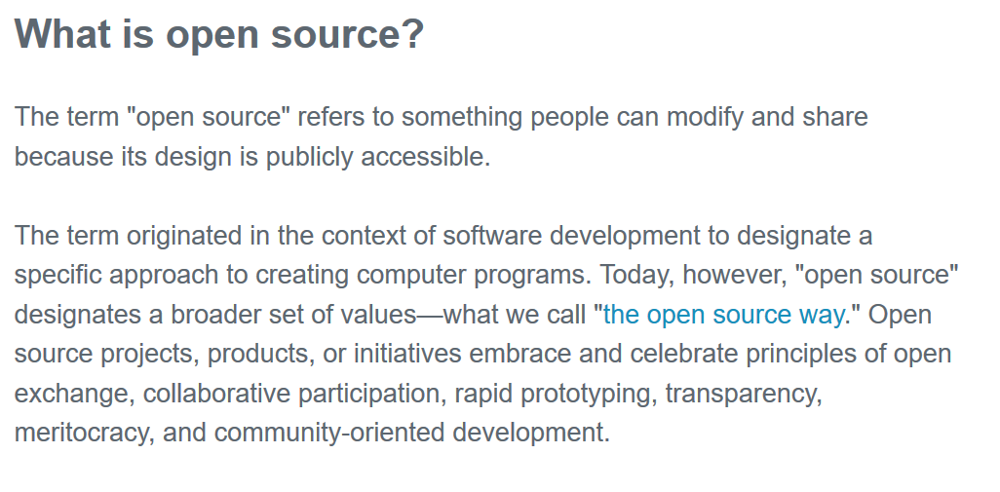 What is open source?
The term "open source" refers to something people can modify and share
because its design is publicly accessible.
The term originated in the context of software development to designate a
specific approach to creating computer programs. Today, however, "open source"
designates a broader set of values—what we call "the open source way." Open
source projects, products, or initiatives embrace and celebrate principles of open
exchange, collaborative participation, rapid prototyping, transparency,
meritocracy, and community-oriented development.